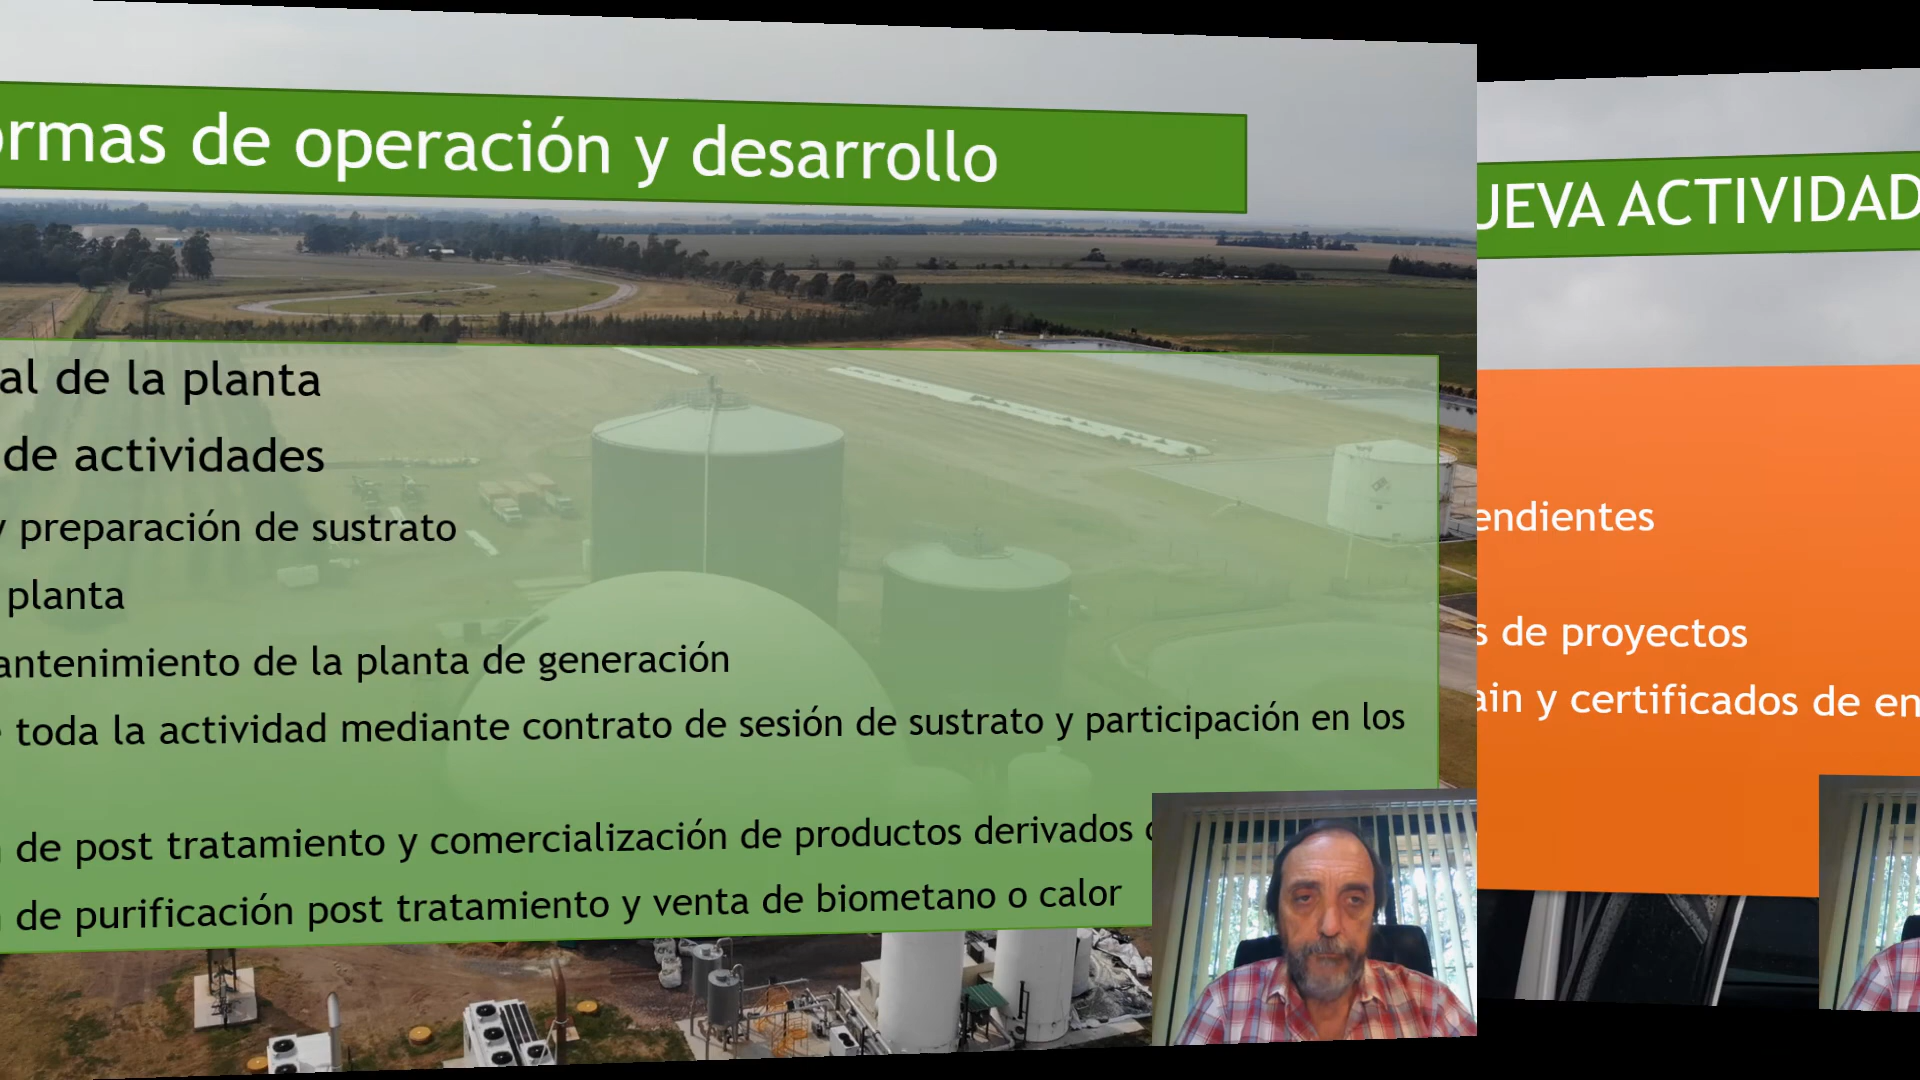 ormas de operación y desarrollo
al de la planta
de actividades
y preparación de sustrato
planta
antenimiento de la planta de generación
toda la actividad mediante contrato de sesión de sustrato y participación en los
de post tratamiento y comercialización de productos derivados
de purificación post tratamiento y venta de biometano o calor
UEVA ACTIVIDAD
endientes
s de proyectos
ain y certificados de en